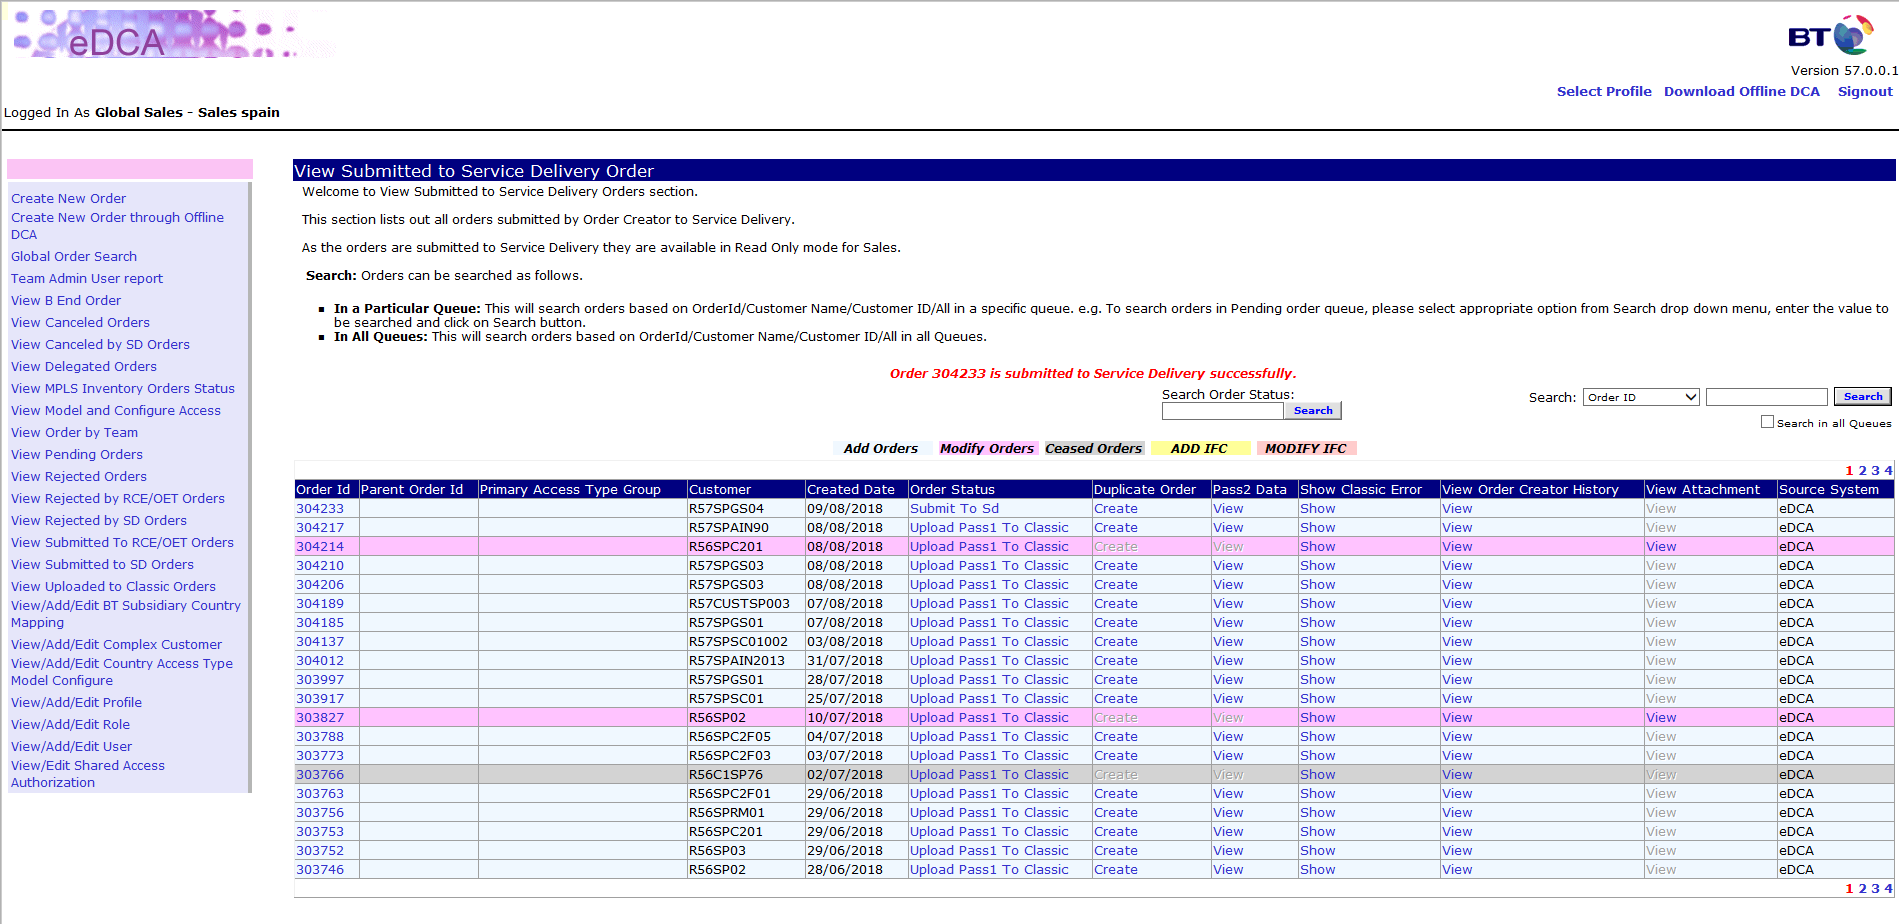 eDCA
BT
Version 57.0.0.1
Select Profile Download Offline DCA Signout
Logged In As Global Sales - Sales spain
Create New Order
Create New Order through Offline
DCA
Global Order Search
Team Admin User report
View B End Order
View Canceled Orders
View Canceled by SD Orders
View Delegated Orders
View MPLS Inventory Orders Status
View Model and Configure Access
View Order by Team
View Pending Orders
View Rejected Orders
View Rejected by RCE/OET Orders
View Rejected by SD Orders
View Submitted To RCE/OET Orders
View Submitted to SD Orders
View Uploaded to Classic Orders
View/Add/Edit BT Subsidiary Country
Mapping
View/Add/Edit Complex Customer
View/Add/Edit Country Access Type
Model Configure
View/Add/Edit Profile
View/Add/Edit Role
View/Add/Edit User
View/Edit Shared Access
Authorization
View Submitted to Service Delivery Order
Welcome to View Submitted to Service Delivery Orders section.
This section lists out all orders submitted by Order Creator to Service Delivery.
As the orders are submitted to Service Delivery they are available in Read Only mode for Sales.
Search: Orders can be searched as follows.
In a Particular Queue: This will search orders based on OrderId/Customer Name/Customer ID/All in a specific queue. e.g. To search orders in Pending order queue, please select appropriate option from Search drop down menu, enter the value to
be searched and click on Search button.
In All Queues: This will search orders based on OrderId/Customer Name/Customer ID/All in all Queues.
Order 304233 is submitted to Service Delivery successfully.
Search Order Status:
Search
Search: Order ID Search
Search in all Queues
Add Orders Modify Orders Ceased Orders ADD IFC MODIFY IFC
1 2 3 4
Order Id Parent Order Id Primary Access Type Group Customer Created Date Order Status Duplicate Order Pass2 Data Show Classic Error View Order Creator History View Attachment Source System
304233 R57SPGS04 09/08/2018 Submit To Sd Create View Show View View eDCA
304217 R57SPAIN90 08/08/2018 Upload Pass1 To Classic Create View Show View View eDCA
304214 R56SPC201 08/08/2018 Upload Pass1 To Classic Create View Show View View eDCA
304210 R57SPGS03 08/08/2018 Upload Pass1 To Classic Create View Show View View eDCA
304206 R57SPGS03 08/08/2018 Upload Pass1 To Classic Create View Show View View eDCA
304189 R57CUSTSP003 07/08/2018 Upload Pass1 To Classic Create View Show View View eDCA
304185 R57SPGS01 07/08/2018 Upload Pass1 To Classic Create View Show View View eDCA
304137 R57SPSC01002 03/08/2018 Upload Pass1 To Classic Create View Show View View eDCA
304012 R57SPAIN2013 31/07/2018 Upload Pass1 To Classic Create View Show View View eDCA
303997 R57SPGS01 28/07/2018 Upload Pass1 To Classic Create View Show View View eDCA
303917 R57SPSC01 25/07/2018 Upload Pass1 To Classic Create View Show View View eDCA
303827 R56SP02 10/07/2018 Upload Pass1 To Classic Create View Show View View eDCA
303788 R56SPC2F05 04/07/2018 Upload Pass1 To Classic Create View Show View View eDCA
303773 R56SPC2F03 03/07/2018 Upload Pass1 To Classic Create View Show View View eDCA
303766 R56C1SP76 02/07/2018 Upload Pass1 To Classic Create View Show View View eDCA
303763 R56SPC2F01 29/06/2018 Upload Pass1 To Classic Create View Show View View eDCA
303756 R56SPRM01 29/06/2018 Upload Pass1 To Classic Create View Show View View eDCA
303753 R56SPC201 29/06/2018 Upload Pass1 To Classic Create View Show View View eDCA
303752 R56SP03 29/06/2018 Upload Pass1 To Classic Create View Show View View eDCA
303746 R56SP02 28/06/2018 Upload Pass1 To Classic Create View Show View View eDCA
1 2 3 4